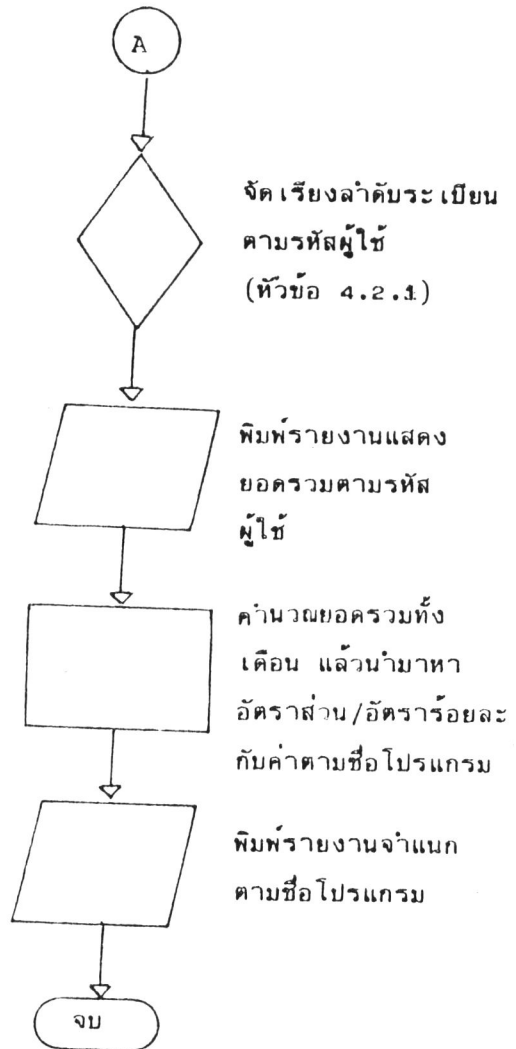 A
จัดเรียงลำดับระเบียน
ตามรหัสผู้ใช้
(หัวข้อ 4.2.1)
พิมพ์รายงานแสดง
ยอดรวมตามรหัส
ผู้ใช้
คำนวณยอดรวมทั้ง
เดือน แล้วนำมาหา
อัตราส่วน/อัตราร้อยละ
กับค่าตามชื่อโปรแกรม
พิมพ์รายงานจำแนก
ตามชื่อโปรแกรม
จบ